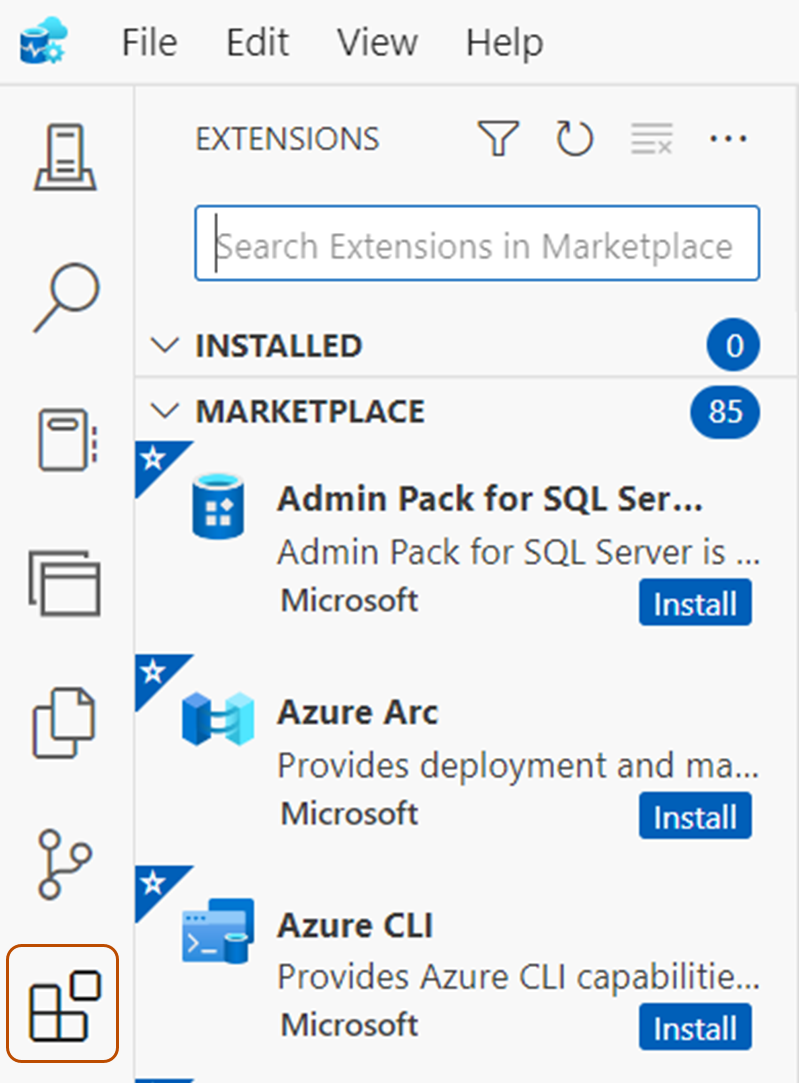 File Edit View Help
EXTENSIONS ...
Search Extensions in Marketplace
INSTALLED 0
MARKETPLACE 85
Admin Pack for SQL Ser...
Admin Pack for SQL Server is ...
Microsoft Install
Azure Arc
Provides deployment and ma...
Microsoft Install
Azure CLI
Provides Azure CLI capabilitie...
Microsoft Install